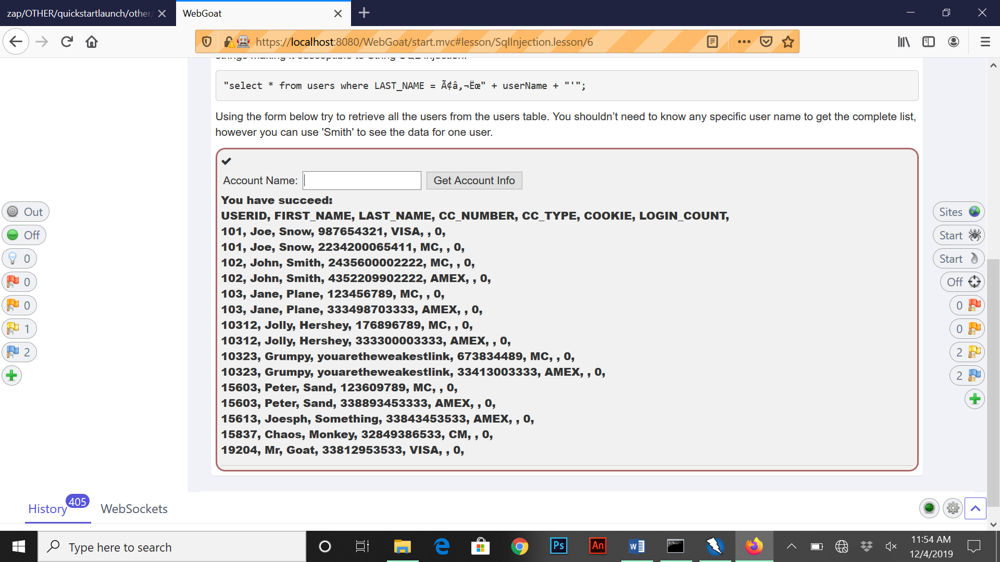 zap/OTHER/quickstartlaunch/other/
WebGoat
https://localhost:8080/WebGoat/start.mvc#lesson/SqlInjection.lesson/6
"select * from users where LAST_NAME = Ã¢â‚¬Ëœ" + userName + "'";
Using the form below try to retrieve all the users from the users table. You shouldn’t need to know any specific user name to get the complete list,
however you can use 'Smith' to see the data for one user.
Account Name:
Get Account Info
You have succeed:
USERID, FIRST_NAME, LAST_NAME, CC_NUMBER, CC_TYPE, COOKIE, LOGIN_COUNT,
101, Joe, Snow, 987654321, VISA, , 0,
101, Joe, Snow, 2234200065411, MC, , 0,
102, John, Smith, 2435600002222, MC, , 0,
102, John, Smith, 4352209902222, AMEX, , 0,
103, Jane, Plane, 123456789, MC, , 0,
103, Jane, Plane, 333498703333, AMEX, , 0,
10312, Jolly, Hershey, 176896789, MC, , 0,
10312, Jolly, Hershey, 333300003333, AMEX, , 0,
10323, Grumpy, youaretheweakestlink, 673834489, MC, , 0,
10323, Grumpy, youaretheweakestlink, 33413003333, AMEX, , 0,
15603, Peter, Sand, 123609789, MC, , 0,
15603, Peter, Sand, 338893453333, AMEX, , 0,
15613, Joesph, Something, 33843453533, AMEX, , 0,
15837, Chaos, Monkey, 32849386533, CM, , 0,
19204, Mr, Goat, 33812953533, VISA, , 0,
Out
Off
0
0
0
1
2
Sites
Start
Start
Off
0
0
2
2
History 405
WebSockets
Type here to search
Ps
An
W
11:54 AM
12/4/2019